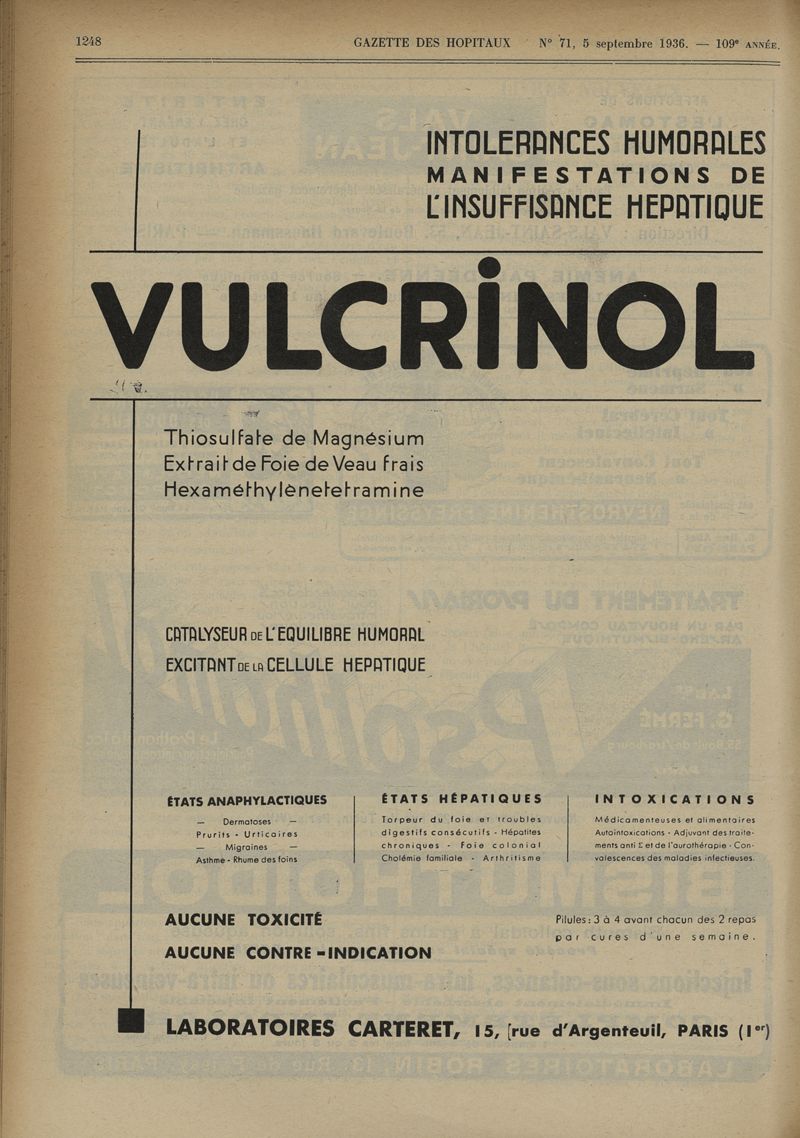 1248 GAZETTE DES HOPITAUX N° 71, 5 septembre 1936. — 109e ANNÉE.
INTOLERANCES HUMORALES
MANIFESTATIONS DE
L'INSUFFISANCE HEPATIQUE
VULCRINOL
Thiosulfate de Magnésium
Extrait de Foie de Veau frais
Hexaméthylènetetramine
CATALYSEUR DE L'EQUILIBRE HUMORAL
EXCITANT DE LA CELLULE HEPATIQUE
ÉTATS ANAPHYLACTIQUES
— Dermatoses —
Prurits - Urticaires
— Migraines —
Asthme - Rhume des foins
ÉTATS HÉPATIQUES
Torpeur du foie et troubles
digestifs consécutifs - Hépatites
chroniques - Foie colonial
Cholémie familiale - Arthritisme
INTOXICATIONS
Médicamenteuses et alimentaires
Autointoxications - Adjuvant des traite-
ments anti Σ et de l'aurothérapie - Con-
valescences des maladies infectieuses.
AUCUNE TOXICITÉ
AUCUNE CONTRE-INDICATION
Pilules : 3 à 4 avant chacun des 2 repas
par cures d'une semaine.
LABORATOIRES CARTERET, 15, rue d'Argenteuil, PARIS (Ier)